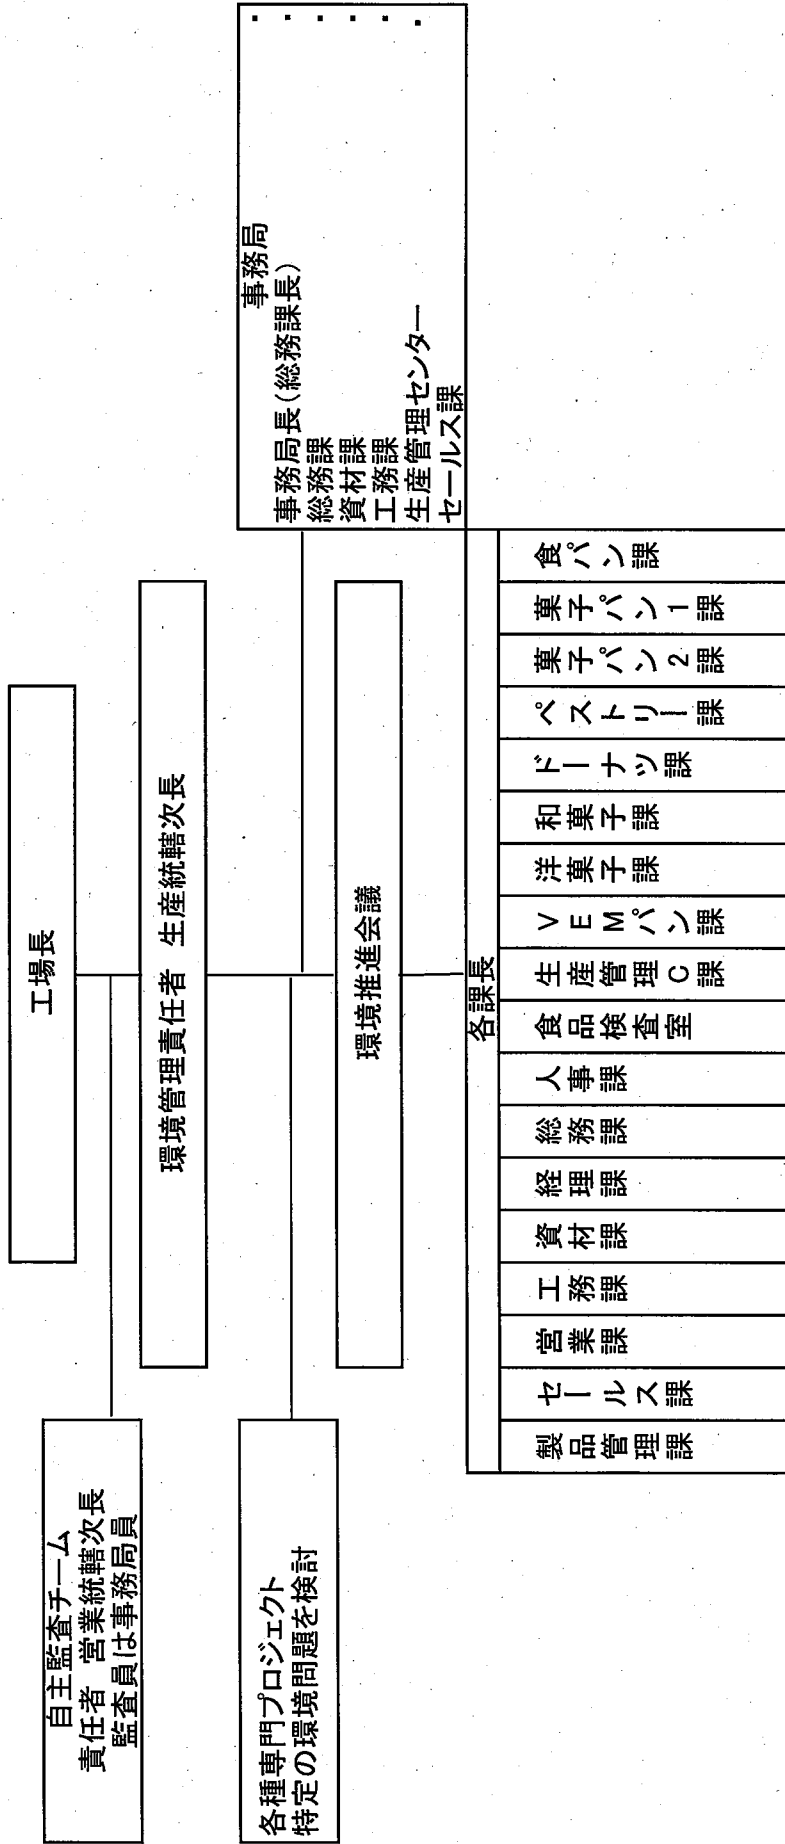 工場長
自主監査チーム
責任者 営業統轄次長
監査員は事務局員
環境管理責任者 生産統轄次長
事務局
事務局長(総務課長) ・
総務課 ・
資材課 ・
工務課 ・
生産管理センター ・
セールス課 ・
各種専門プロジェクト
特定の環境問題を検討
環境推進会議
各課長
製品管理課
セールス課
営業課
工務課
資材課
経理課
総務課
人事課
食品検査室
生産管理C課
VEMパン課
洋菓子課
和菓子課
ドーナツ課
ペストリー課
菓子パン2課
菓子パン1課
食パン課